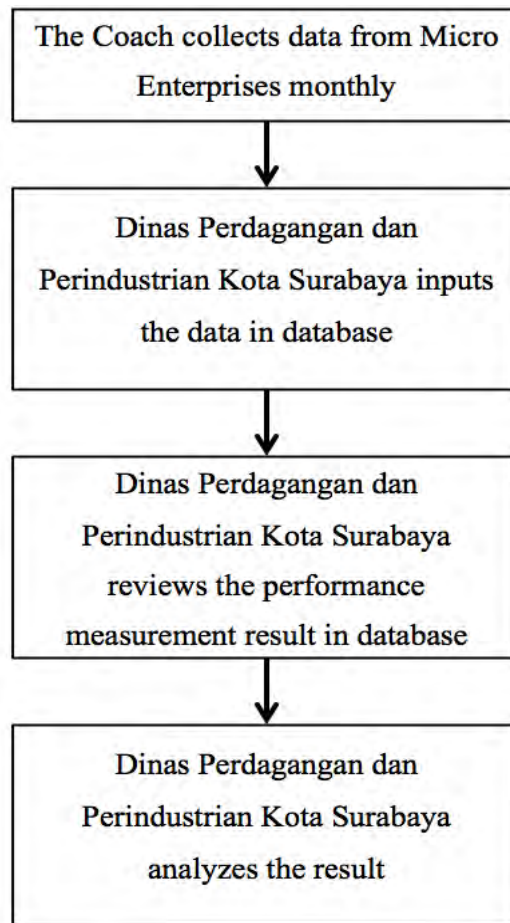 The Coach collects data from Micro
Enterprises monthly
Dinas Perdagangan dan
Perindustrian Kota Surabaya inputs
the data in database
Dinas Perdagangan dan
Perindustrian Kota Surabaya
reviews the performance
measurement result in database
Dinas Perdagangan dan
Perindustrian Kota Surabaya
analyzes the result